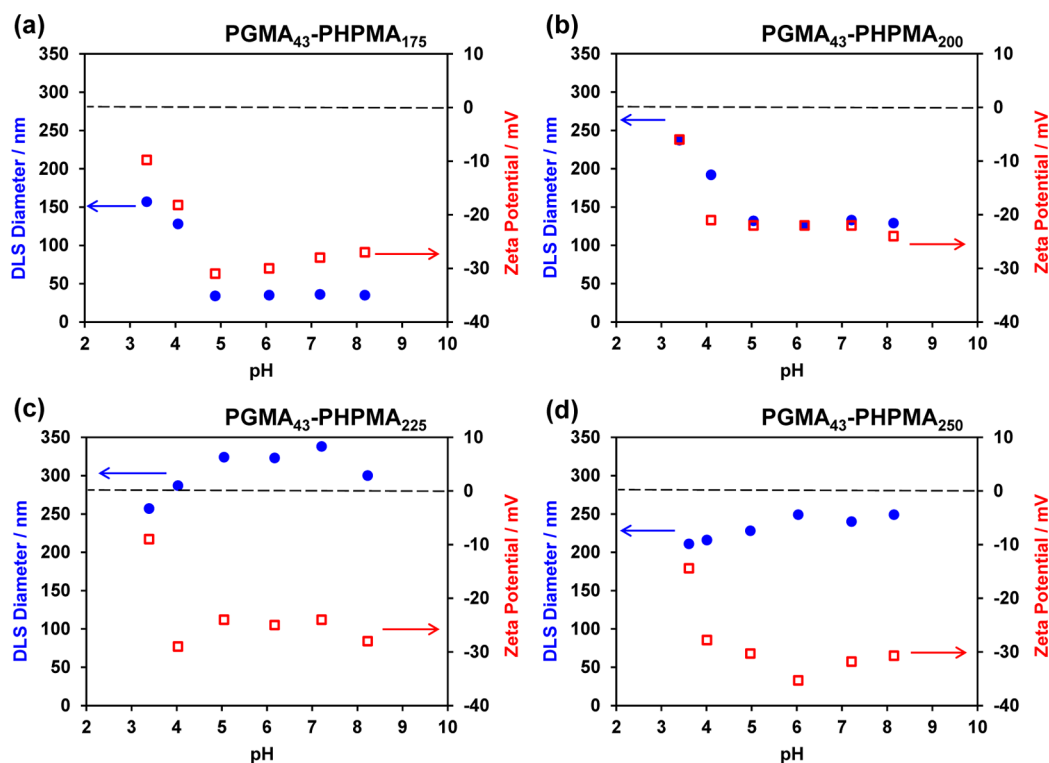 (a)
PGMA43-PHPMA175
350
300
250
200
150
100
50
0
DLS Diameter / nm
10
0
-10
-20
-30
-40
Zeta Potential / mV
2 3 4 5 6 7 8 9 10
pH
(b)
PGMA43-PHPMA200
350
300
250
200
150
100
50
0
DLS Diameter / nm
10
0
-10
-20
-30
-40
Zeta Potential / mV
2 3 4 5 6 7 8 9 10
pH
(c)
PGMA43-PHPMA225
350
300
250
200
150
100
50
0
DLS Diameter / nm
10
0
-10
-20
-30
-40
Zeta Potential / mV
2 3 4 5 6 7 8 9 10
pH
(d)
PGMA43-PHPMA250
350
300
250
200
150
100
50
0
DLS Diameter / nm
10
0
-10
-20
-30
-40
Zeta Potential / mV
2 3 4 5 6 7 8 9 10
pH